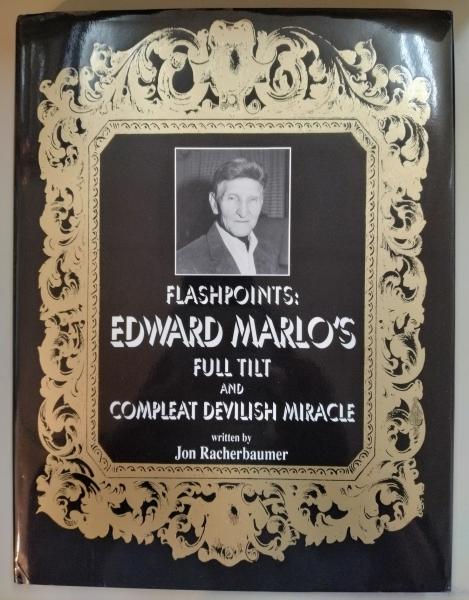 FLASHPOINTS:
EDWARD MARLO'S
FULL TILT
AND
COMPLEAT DEVILISH MIRACLE
written by
Jon Racherbaumer